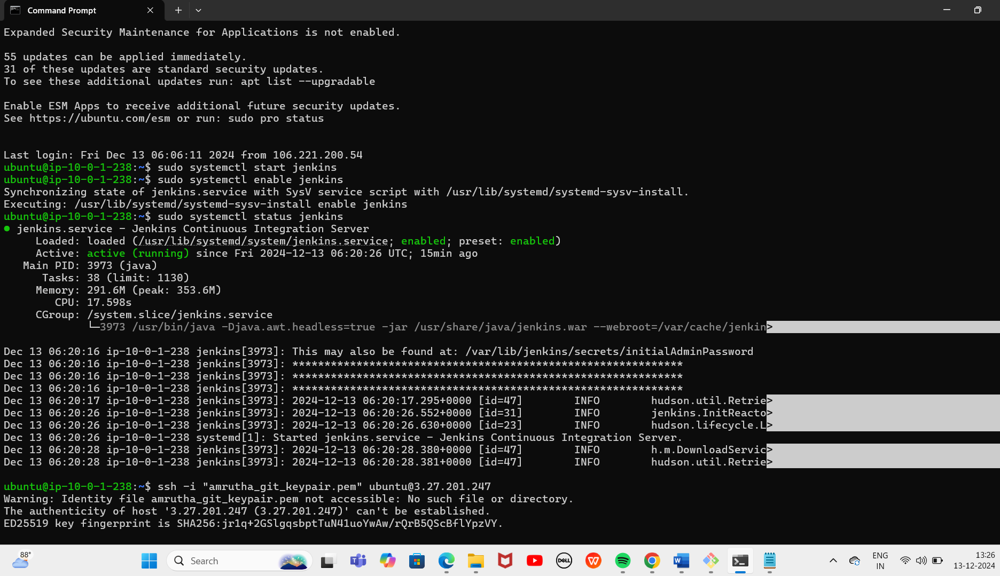 Command Prompt
Expanded Security Maintenance for Applications is not enabled.
55 updates can be applied immediately.
31 of these updates are standard security updates.
To see these additional updates run: apt list --upgradable
Enable ESM Apps to receive additional future security updates.
See https://ubuntu.com/esm or run: sudo pro status
Last login: Fri Dec 13 06:06:11 2024 from 106.221.200.54
ubuntu@ip-10-0-1-238:~$ sudo systemctl start jenkins
ubuntu@ip-10-0-1-238:~$ sudo systemctl enable jenkins
Synchronizing state of jenkins.service with SysV service script with /usr/lib/systemd/systemd-sysv-install.
Executing: /usr/lib/systemd/systemd-sysv-install enable jenkins
ubuntu@ip-10-0-1-238:~$ sudo systemctl status jenkins
● jenkins.service - Jenkins Continuous Integration Server
Loaded: loaded (/usr/lib/systemd/system/jenkins.service; enabled; preset: enabled)
Active: active (running) since Fri 2024-12-13 06:20:26 UTC; 15min ago
Main PID: 3973 (java)
Tasks: 38 (limit: 1130)
Memory: 291.6M (peak: 353.6M)
CPU: 17.598s
CGroup: /system.slice/jenkins.service
└─3973 /usr/bin/java -Djava.awt.headless=true -jar /usr/share/java/jenkins.war --webroot=/var/cache/jenkin>
Dec 13 06:20:16 ip-10-0-1-238 jenkins[3973]: This may also be found at: /var/lib/jenkins/secrets/initialAdminPassword
Dec 13 06:20:16 ip-10-0-1-238 jenkins[3973]: *************************************************************
Dec 13 06:20:16 ip-10-0-1-238 jenkins[3973]: *************************************************************
Dec 13 06:20:16 ip-10-0-1-238 jenkins[3973]: *************************************************************
Dec 13 06:20:17 ip-10-0-1-238 jenkins[3973]: 2024-12-13 06:20:17.295+0000 [id=47] INFO hudson.util.Retrie>
Dec 13 06:20:26 ip-10-0-1-238 jenkins[3973]: 2024-12-13 06:20:26.552+0000 [id=31] INFO jenkins.InitReacto>
Dec 13 06:20:26 ip-10-0-1-238 jenkins[3973]: 2024-12-13 06:20:26.630+0000 [id=23] INFO hudson.lifecycle.L>
Dec 13 06:20:26 ip-10-0-1-238 systemd[1]: Started jenkins.service - Jenkins Continuous Integration Server.
Dec 13 06:20:28 ip-10-0-1-238 jenkins[3973]: 2024-12-13 06:20:28.380+0000 [id=47] INFO h.m.DownloadServic>
Dec 13 06:20:28 ip-10-0-1-238 jenkins[3973]: 2024-12-13 06:20:28.381+0000 [id=47] INFO hudson.util.Retrie>
ubuntu@ip-10-0-1-238:~$ ssh -i "amrutha_git_keypair.pem" ubuntu@3.27.201.247
Warning: Identity file amrutha_git_keypair.pem not accessible: No such file or directory.
The authenticity of host '3.27.201.247 (3.27.201.247)' can't be established.
ED25519 key fingerprint is SHA256:jr1q+2GSlgqsbptTuN41uoYwAw/rQrB5QScBflYpzVY.
88°
Search
DELL
ENG
IN
13:26
13-12-2024